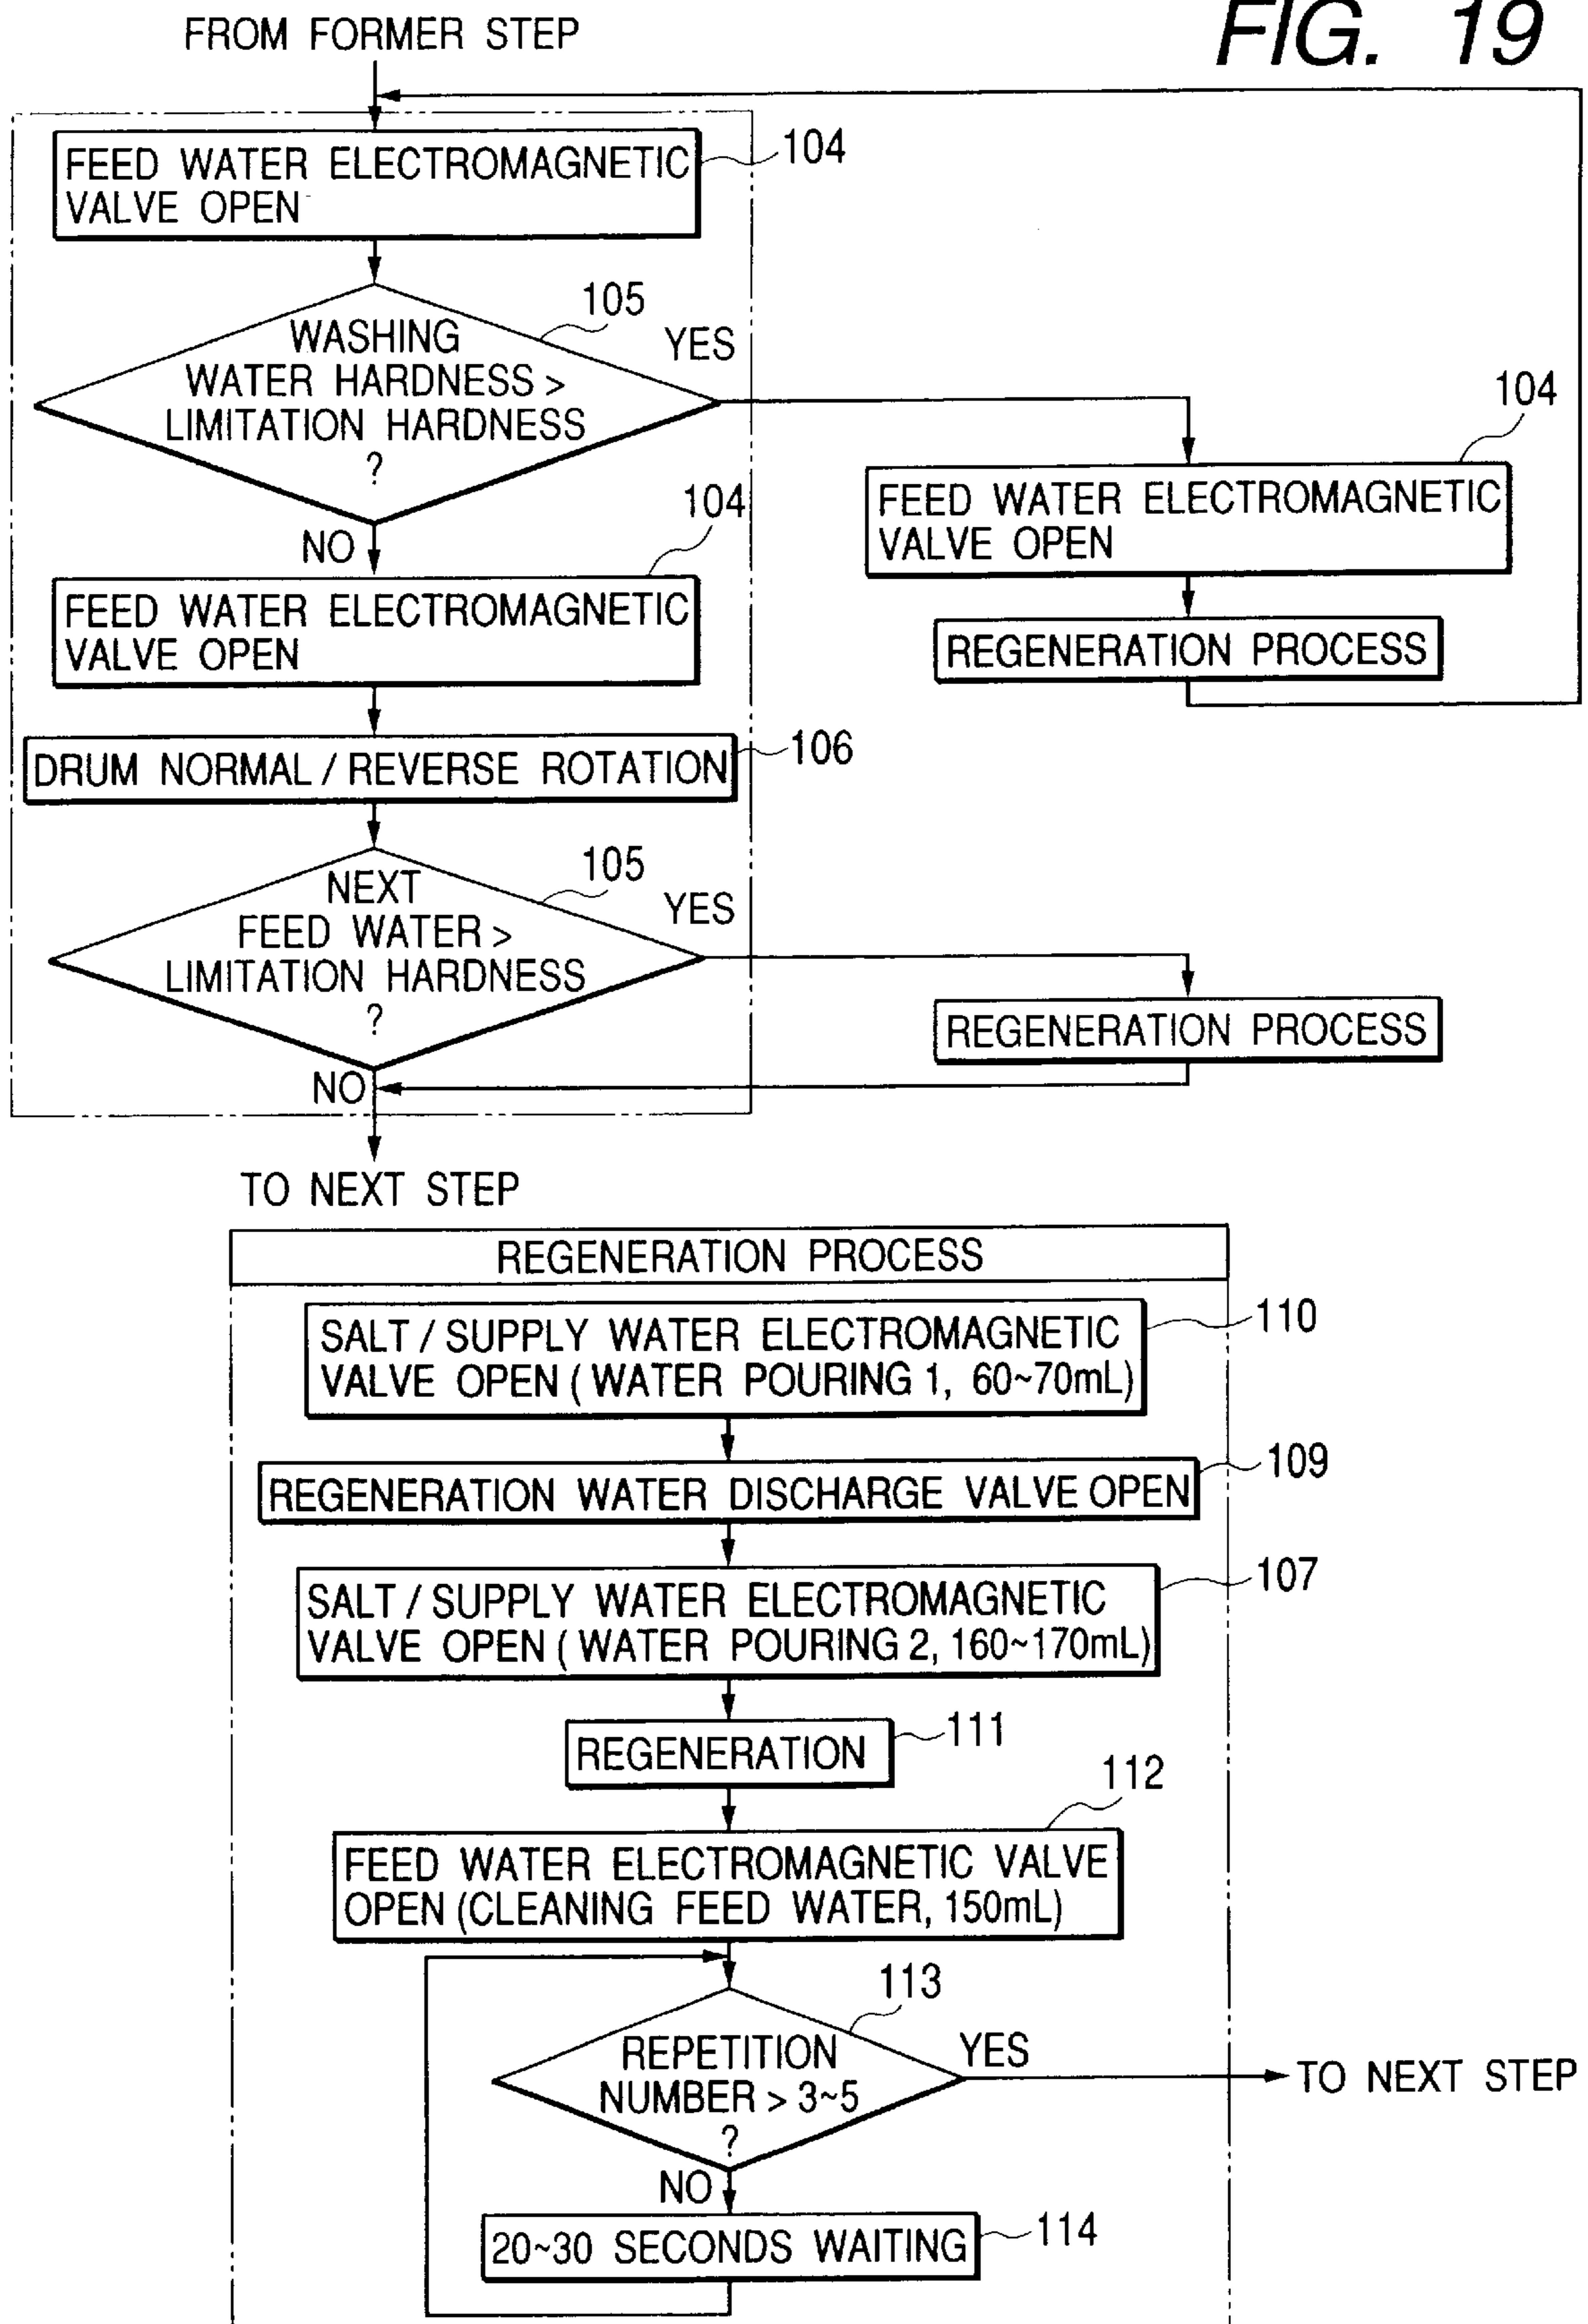 FIG. 19
FROM FORMER STEP
FEED WATER ELECTROMAGNETIC
VALVE OPEN
104
WASHING
WATER HARDNESS >
LIMITATION HARDNESS
?
105
YES
NO
104
FEED WATER ELECTROMAGNETIC
VALVE OPEN
REGENERATION PROCESS
104
FEED WATER ELECTROMAGNETIC
VALVE OPEN
DRUM NORMAL / REVERSE ROTATION
106
NEXT
FEED WATER >
LIMITATION HARDNESS
?
105
YES
NO
REGENERATION PROCESS
TO NEXT STEP
REGENERATION PROCESS
SALT / SUPPLY WATER ELECTROMAGNETIC
VALVE OPEN ( WATER POURING 1, 60~70mL)
110
REGENERATION WATER DISCHARGE VALVE OPEN
109
SALT / SUPPLY WATER ELECTROMAGNETIC
VALVE OPEN ( WATER POURING 2, 160~170mL)
107
REGENERATION
111
112
FEED WATER ELECTROMAGNETIC VALVE
OPEN (CLEANING FEED WATER, 150mL)
113
REPETITION
NUMBER > 3~5
?
YES
TO NEXT STEP
NO
20~30 SECONDS WAITING
114